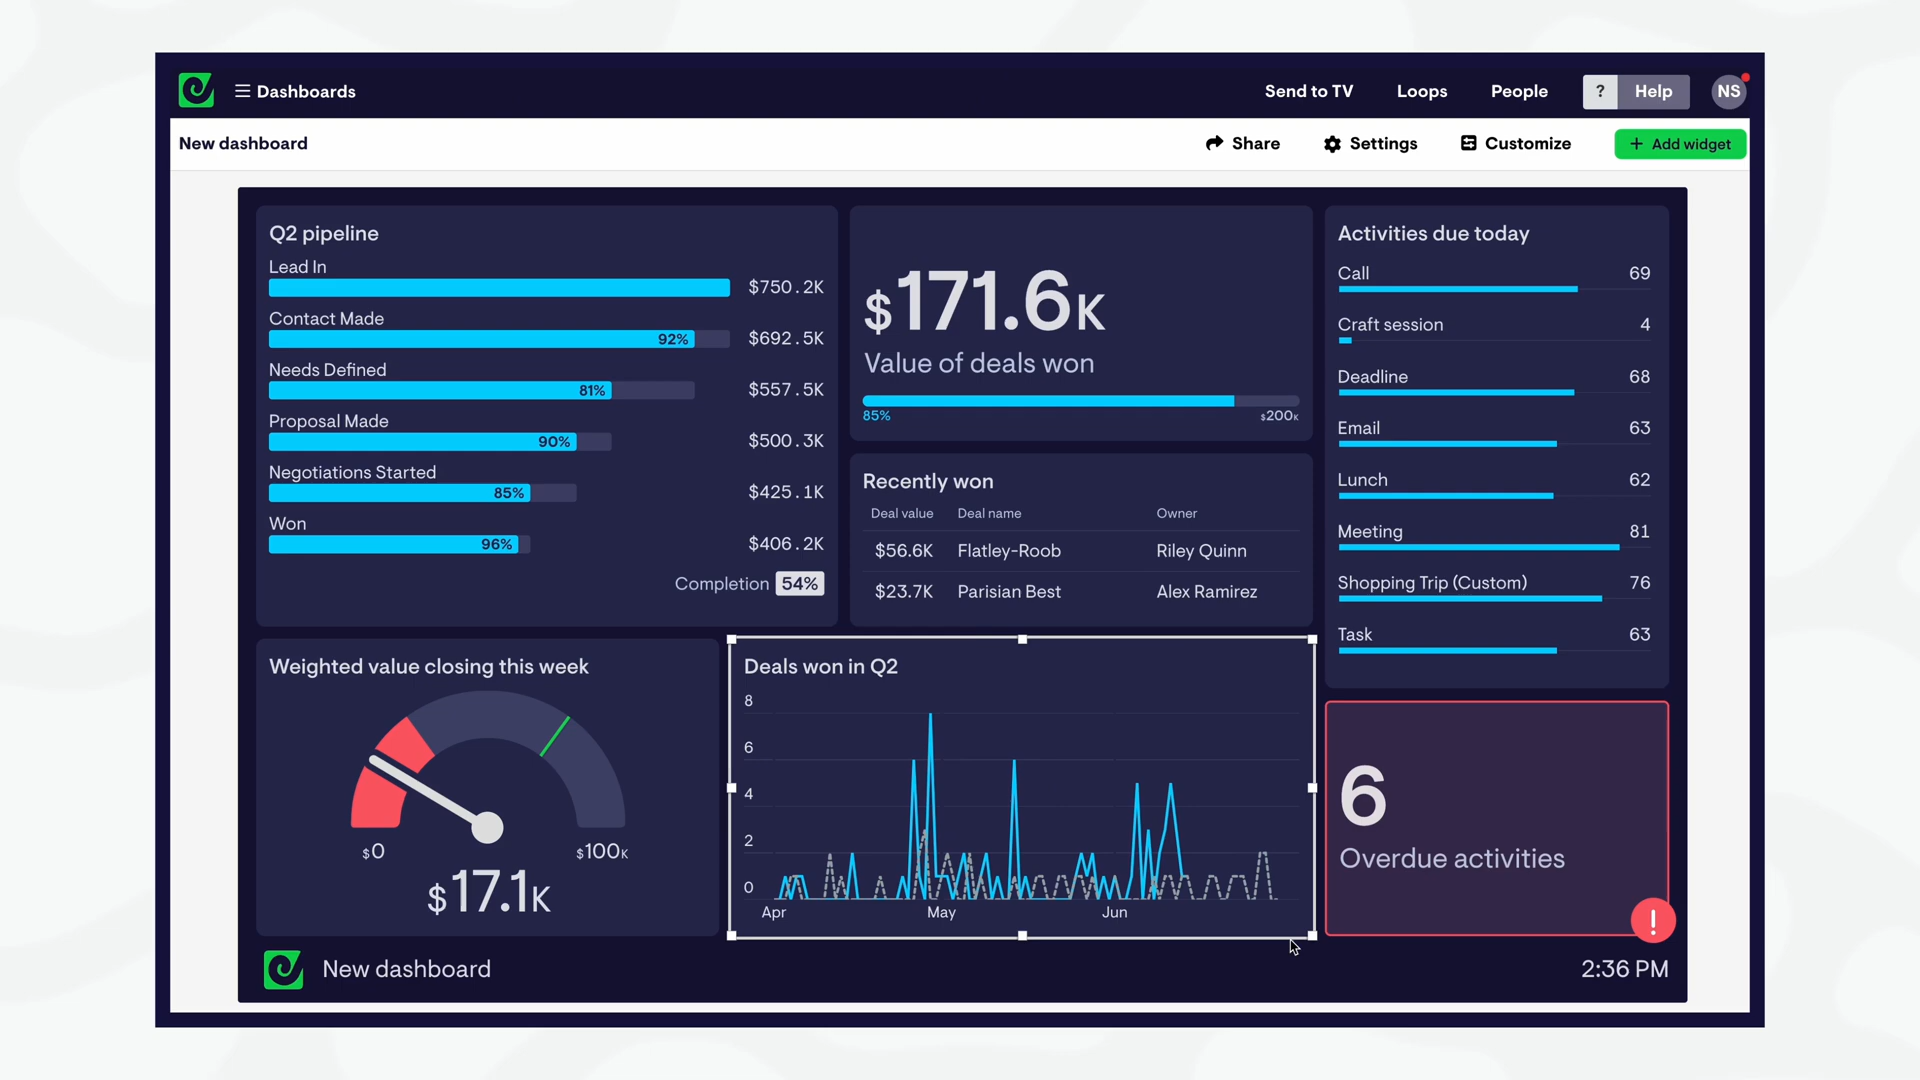 Dashboards
Send to TV
Loops
People
? Help
NS
New dashboard
Share
Settings
Customize
+ Add widget
Q2 pipeline
Lead In
$750.2K
Contact Made
92% $692.5K
Needs Defined
81% $557.5K
Proposal Made
90% $500.3K
Negotiations Started
85% $425.1K
Won
96% $406.2K
Completion 54%
$171.6K
Value of deals won
85% $200K
Recently won
Deal value Deal name Owner
$56.6K Flatley-Roob Riley Quinn
$23.7K Parisian Best Alex Ramirez
Activities due today
Call 69
Craft session 4
Deadline 68
Email 63
Lunch 62
Meeting 81
Shopping Trip (Custom) 76
Task 63
Weighted value closing this week
$0 $100K
$17.1K
Deals won in Q2
8
6
4
2
0
Apr May Jun
6
Overdue activities
!
New dashboard
2:36 PM